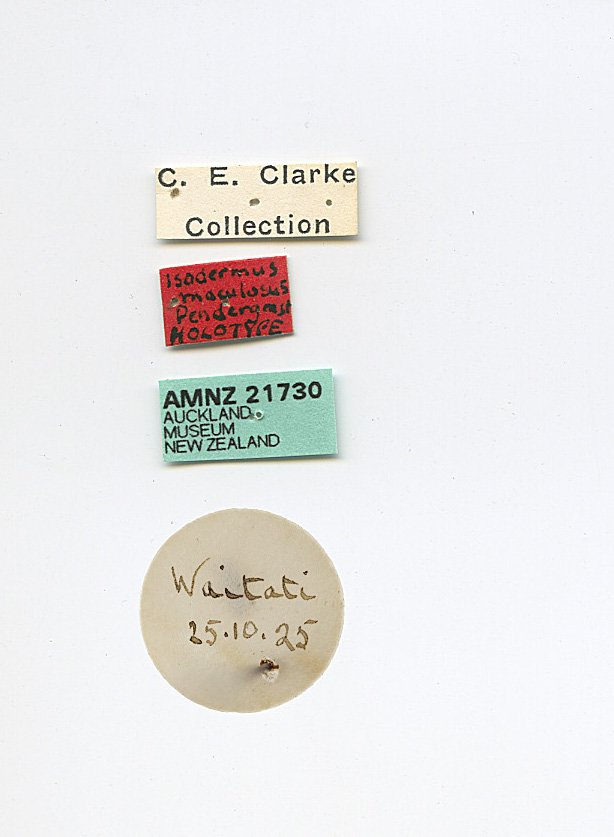 C. E. Clarke
Collection
Isodermus
maculosus
Pendergrast
HOLOTYPE
AMNZ 21730
AUCKLAND
MUSEUM
NEW ZEALAND
Waitati
25.10.25